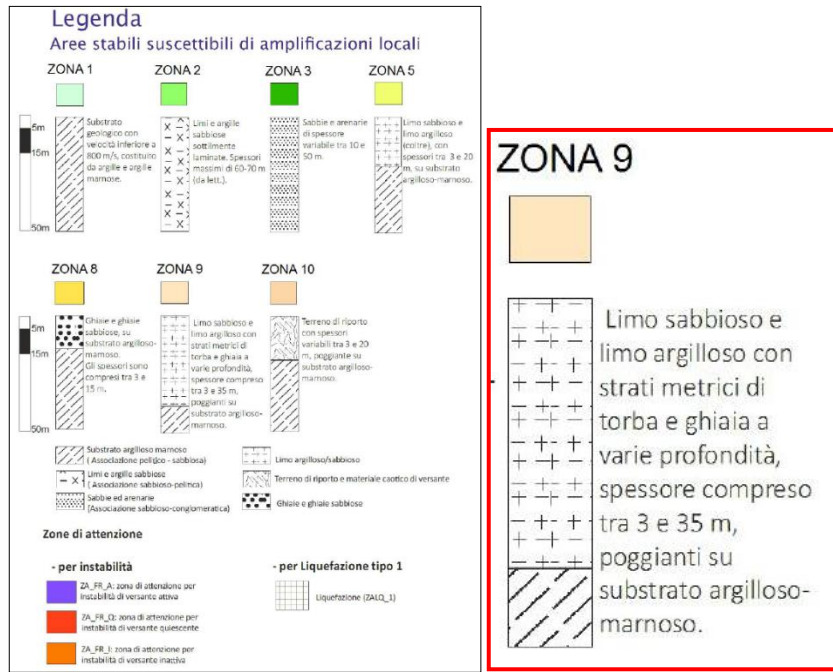 Legenda
Aree stabili suscettibili di amplificazioni locali
ZONA 1
ZONA 2
ZONA 3
ZONA 5
5m
15m
50m
Substrato
geologico con
velocità inferiore a
800 m/s, costituito
da argille e argille
marnose.
Limi e argille
sabbiose
sottilmente
laminate. Spessori
massimi di 60-70 m
(da lett.).
Sabbie e arenarie
di spessore
variabile tra 10 e
50 m.
Limo sabbioso e
limo argilloso
(coltre), con
spessori tra 3 e 20
m, su substrato
argilloso-marnoso.
ZONA 8
ZONA 9
ZONA 10
5m
15m
50m
Ghiaie e ghiaie
sabbiose, su
substrato argilloso-
mamoso.
Gli spessori sono
compresi tra 3 e
15 m.
Limo sabbioso e
limo argilloso con
strati metrici di
torba e ghiaia a
varie profondità,
spessore compreso
tra 3 e 35 m,
poggianti su
substrato argilloso-
marnoso.
Terreno di riporto
con spessori
variabili tra 3 e 20
m, poggiante su
substrato argilloso-
marnoso.
Substrato argilloso marnoso
( Associazione pelitico - sabbiosa)
Limi e argille sabbiose
( Associazione sabbioso-pelitica)
Sabbie ed arenarie
(Associazione sabbioso-conglomeratica)
Limo argilloso/sabbioso
Terreno di riporto e materiale caotico di versante
Ghiaie e ghiaie sabbiose
Zone di attenzione
- per instabilità
ZA_FR_A: zona di attenzione per
instabilità di versante attiva
ZA_FR_Q: zona di attenzione per
instabilità di versante quiescente
ZA_FR_I: zona di attenzione per
instabilità di versante inattiva
- per Liquefazione tipo 1
Liquefazione (ZALQ_1)
ZONA 9
Limo sabbioso e
limo argilloso con
strati metrici di
torba e ghiaia a
varie profondità,
spessore compreso
tra 3 e 35 m,
poggianti su
substrato argilloso-
marnoso.